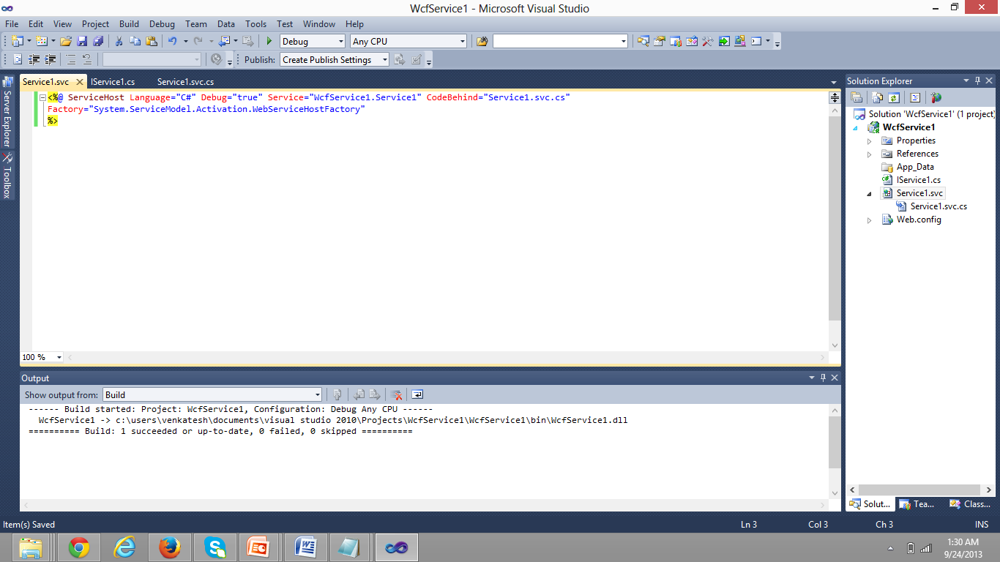 WcfService1 - Microsoft Visual Studio
File Edit View Project Build Debug Team Data Tools Test Window Help
Debug Any CPU
Publish: Create Publish Settings
Server Explorer
Toolbox
Service1.svc IService1.cs Service1.svc.cs
<%@ ServiceHost Language="C#" Debug="true" Service="WcfService1.Service1" CodeBehind="Service1.svc.cs"
Factory="System.ServiceModel.Activation.WebServiceHostFactory"
%>
100 %
Solution Explorer
Solution 'WcfService1' (1 project
WcfService1
Properties
References
App_Data
IService1.cs
Service1.svc
Service1.svc.cs
Web.config
Solut... Tea... Class...
Output
Show output from: Build
------ Build started: Project: WcfService1, Configuration: Debug Any CPU ------
WcfService1 -> c:\users\venkatesh\documents\visual studio 2010\Projects\WcfService1\WcfService1\bin\WcfService1.dll
========== Build: 1 succeeded or up-to-date, 0 failed, 0 skipped ==========
Item(s) Saved Ln 3 Col 3 Ch 3 INS
1:30 AM
9/24/2013